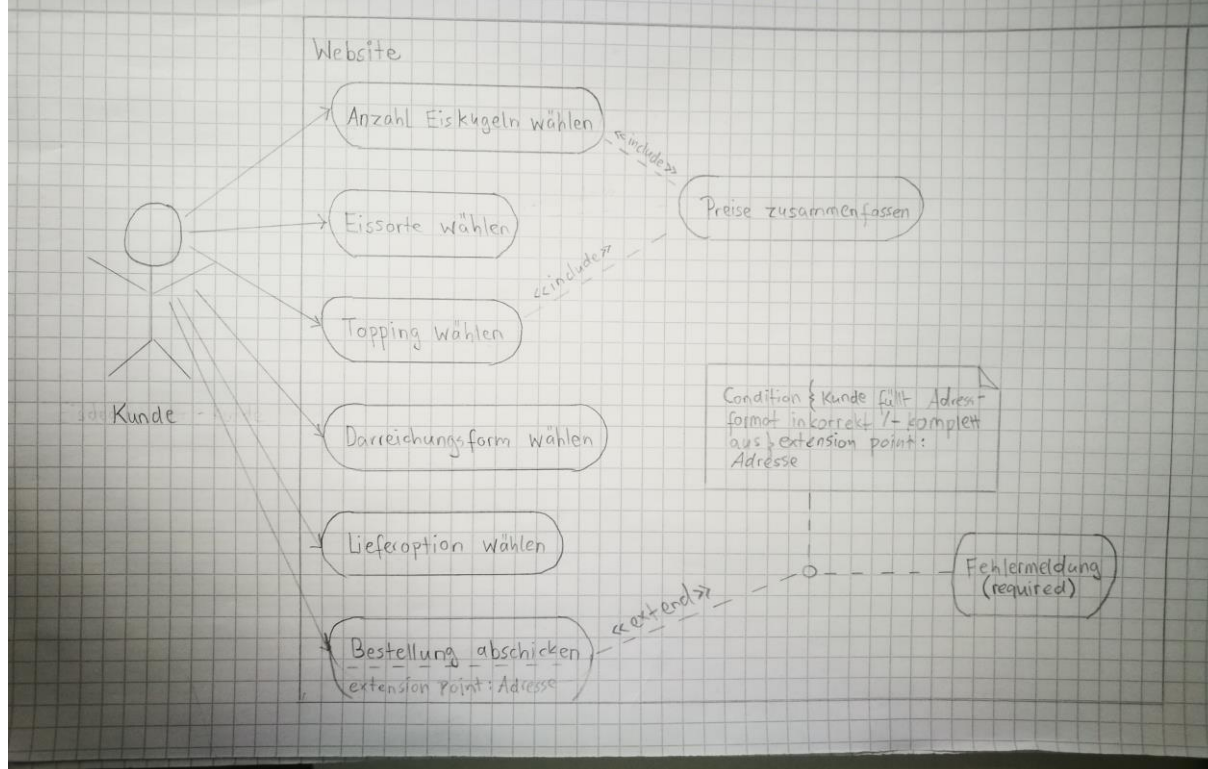 Website
Anzahl Eiskugeln wählen
<<include>>
Preise zusammenfassen
Eissorte wählen
<<include>>
Topping wählen
Kunde
Condition { Kunde füllt Adress-
format inkorrekt /+ komplett
aus } extension point:
Adresse
Darreichungsform wählen
Lieferoption wählen
Fehlermeldung
(required)
<<extend>>
Bestellung abschicken
extension point: Adresse